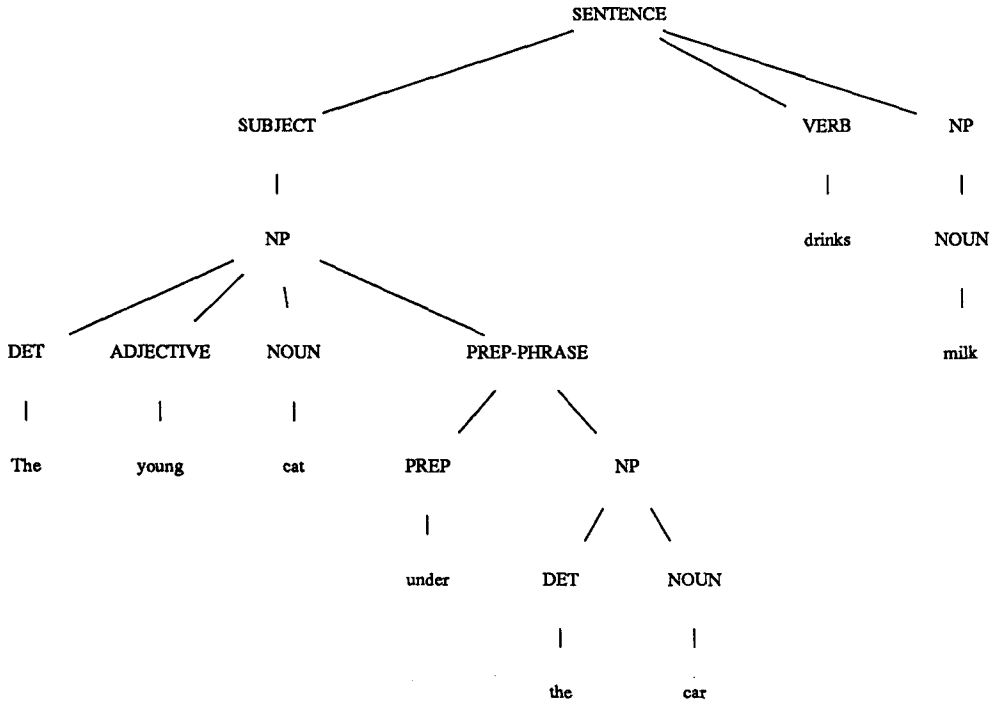 SENTENCE
SUBJECT VERB NP
NP drinks NOUN
DET ADJECTIVE NOUN PREP-PHRASE milk
The young cat PREP NP
under DET NOUN
the car